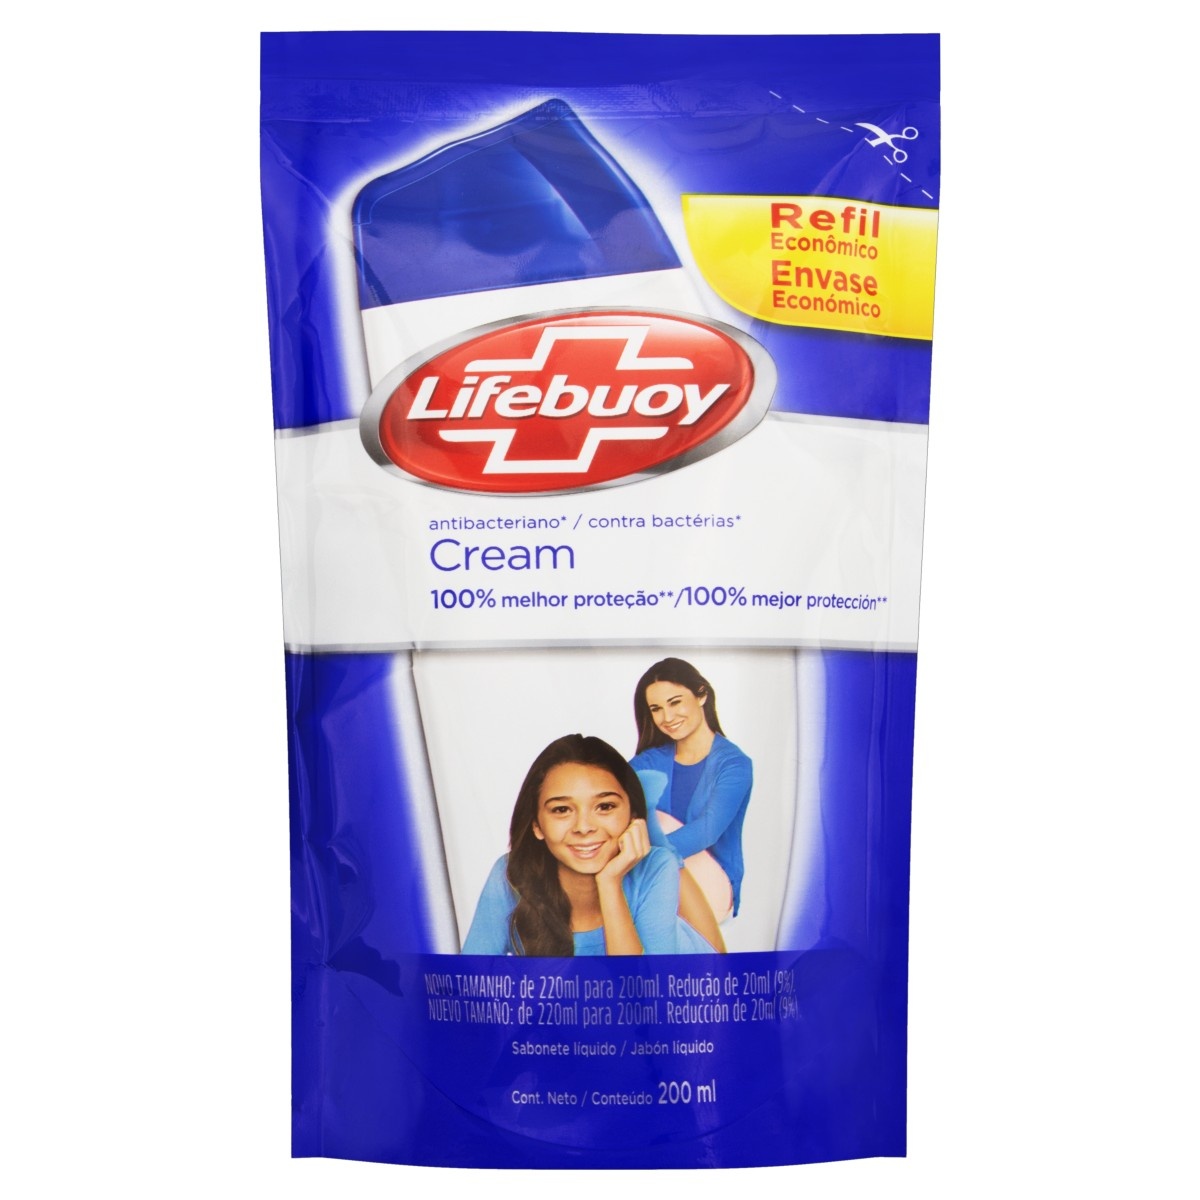 Refil
Econômico
Envase
Económico
Lifebuoy
antibacteriano* / contra bactérias*
Cream
100% melhor proteção**/100% mejor protección**
NOVO TAMANHO: de 220ml para 200ml. Redução de 20ml (9%).
NUEVO TAMAÑO: de 220ml para 200ml. Reducción de 20ml (9%).
Sabonete líquido / Jabón líquido
Cont. Neto / Conteúdo 200 ml